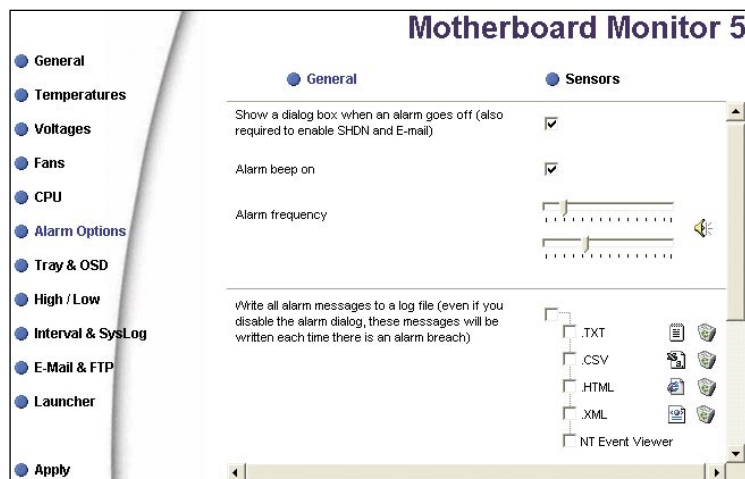 Motherboard Monitor 5
General
Temperatures
Voltages
Fans
CPU
Alarm Options
Tray & OSD
High / Low
Interval & SysLog
E-Mail & FTP
Launcher
Apply
General
Sensors
Show a dialog box when an alarm goes off (also
required to enable SHDN and E-mail)
Alarm beep on
Alarm frequency
Write all alarm messages to a log file (even if you
disable the alarm dialog, these messages will be
written each time there is an alarm breach)
.TXT
.CSV
.HTML
.XML
NT Event Viewer